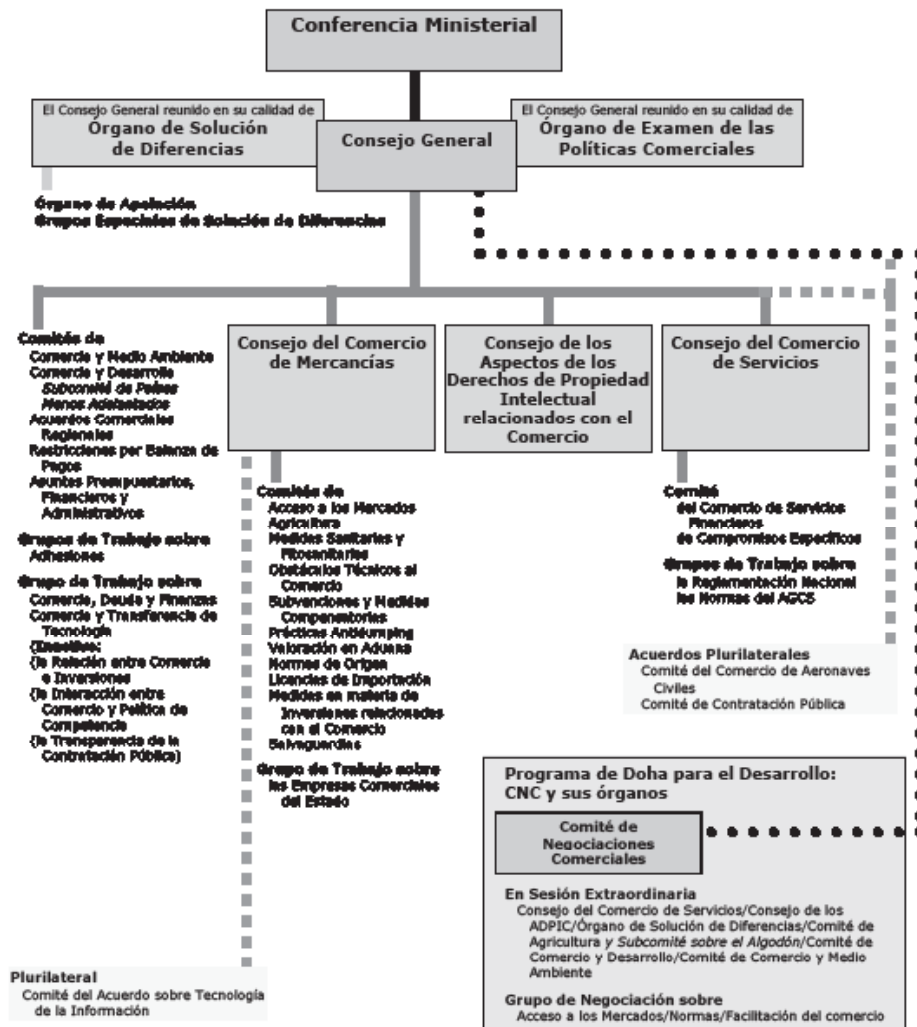 Conferencia Ministerial
El Consejo General reunido en su calidad de
Órgano de Solución
de Diferencias
Consejo General
El Consejo General reunido en su calidad de
Órgano de Examen de las
Políticas Comerciales
Órgano de Apelación
Grupos Especiales de Solución de Diferencias
Comités de
Comercio y Medio Ambiente
Comercio y Desarrollo
Subcomité de Países
Menos Adelantados
Acuerdos Comerciales
Regionales
Restricciones por Balanza de
Pagos
Asuntos Presupuestarios,
Financieros y
Administrativos
Grupos de Trabajo sobre
Adhesiones
Grupo de Trabajo sobre
Comercio, Deuda y Finanzas
Comercio y Transferencia de
Tecnología
(Inactivo:
(la Relación entre Comercio
e Inversiones
(la Interacción entre
Comercio y Política de
Competencia
(la Transparencia de la
Contratación Pública)
Consejo del Comercio
de Mercancías
Comités de
Acceso a los Mercados
Agricultura
Medidas Sanitarias y
Fitosanitarias
Obstáculos Técnicos al
Comercio
Subvenciones y Medidas
Compensatorias
Prácticas Antidumping
Valoración en Aduana
Normas de Origen
Licencias de Importación
Medidas en materia de
Inversiones relacionadas
con el Comercio
Salvaguardias
Grupo de Trabajo sobre
las Empresas Comerciales
del Estado
Consejo de los
Aspectos de los
Derechos de Propiedad
Intelectual
relacionados con el
Comercio
Consejo del Comercio
de Servicios
Comité
del Comercio de Servicios
Financieros
de Compromisos Específicos
Grupos de Trabajo sobre
la Reglamentación Nacional
las Normas del AGCS
Acuerdos Plurilaterales
Comité del Comercio de Aeronaves
Civiles
Comité de Contratación Pública
Plurilateral
Comité del Acuerdo sobre Tecnología
de la Información
Programa de Doha para el Desarrollo:
CNC y sus órganos
Comité de
Negociaciones
Comerciales
En Sesión Extraordinaria
Consejo del Comercio de Servicios/Consejo de los
ADPIC/Órgano de Solución de Diferencias/Comité de
Agricultura y Subcomité sobre el Algodón/Comité de
Comercio y Desarrollo/Comité de Comercio y Medio
Ambiente
Grupo de Negociación sobre
Acceso a los Mercados/Normas/Facilitación del comercio